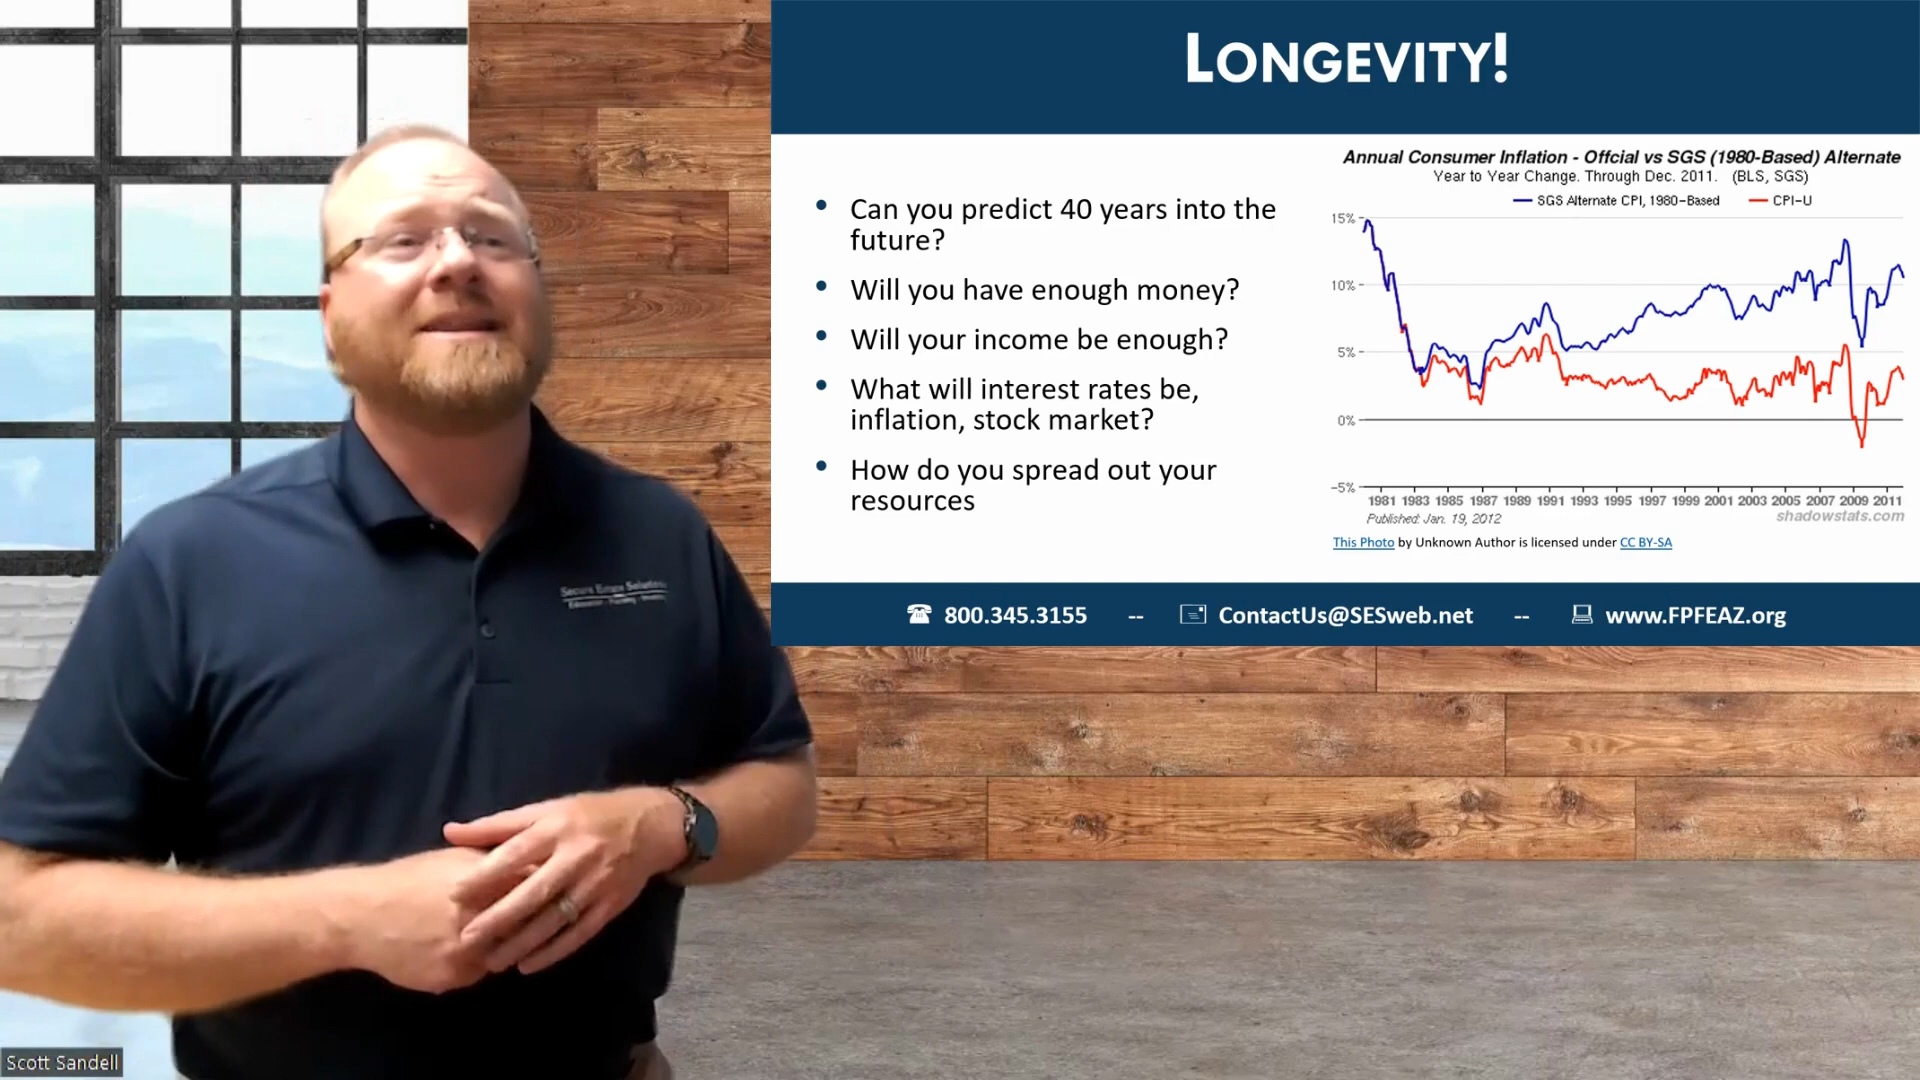 LONGEVITY!
• Can you predict 40 years into the
future?
• Will you have enough money?
• Will your income be enough?
• What will interest rates be,
inflation, stock market?
• How do you spread out your
resources
Annual Consumer Inflation - Offcial vs SGS (1980-Based) Alternate
Year to Year Change. Through Dec. 2011. (BLS, SGS)
SGS Alternate CPI, 1980-Based CPI-U
15%
10%
5%
0%
-5%
1981 1983 1985 1987 1989 1991 1993 1995 1997 1999 2001 2003 2005 2007 2009 2011
Published: Jan. 19, 2012
shadowstats.com
This Photo by Unknown Author is licensed under CC BY-SA
800.345.3155 -- ContactUs@SESweb.net -- www.FPFEAZ.org
Secure Estate Solutions
Scott Sandell